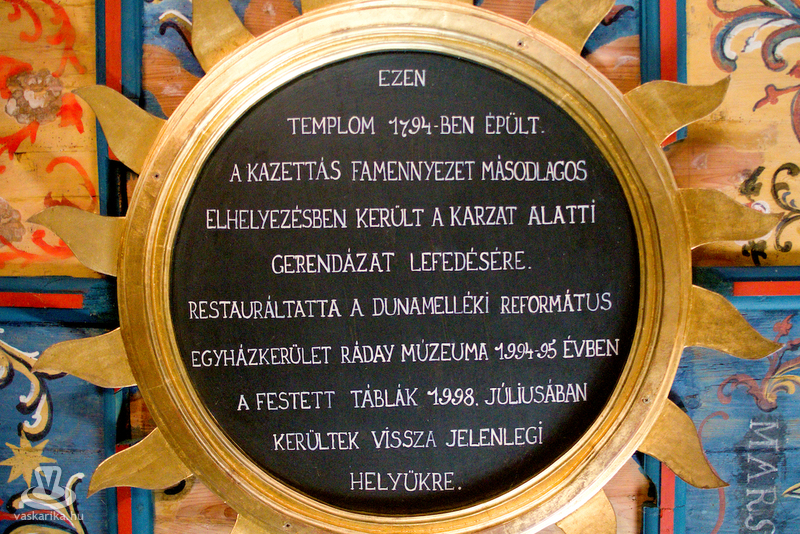 EZEN
TEMPLOM 1794-BEN ÉPÜLT.
A KAZETTÁS FAMENNYEZET MÁSODLAGOS
ELHELYEZÉSBEN KERÜLT A KARZAT ALATTI
GERENDÁZAT LEFEDÉSÉRE.
RESTAURÁLTATTA A DUNAMELLÉKI REFORMÁTUS
EGYHÁZKERÜLET RÁDAY MÚZEUMA 1994-95 ÉVBEN
A FESTETT TÁBLÁK 1998. JÚLIUSÁBAN
KERÜLTEK VISSZA JELENLEGI
HELYÜKRE.
MARS
vaskarika.hu